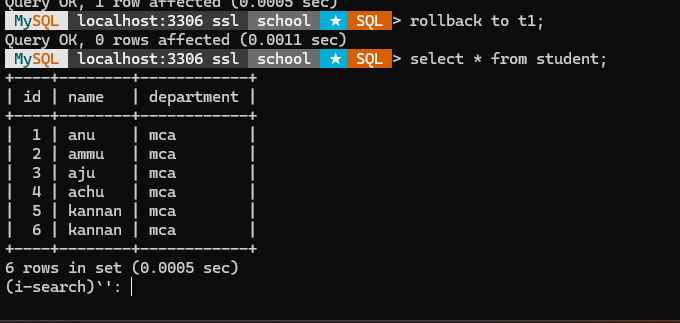 Query OK, 1 row affected (0.0005 sec)
MySQL localhost:3306 ssl school ★ SQL > rollback to t1;
Query OK, 0 rows affected (0.0011 sec)
MySQL localhost:3306 ssl school ★ SQL > select * from student;
+----+--------+------------+
| id | name   | department |
+----+--------+------------+
|  1 | anu    | mca        |
|  2 | ammu   | mca        |
|  3 | aju    | mca        |
|  4 | achu   | mca        |
|  5 | kannan | mca        |
|  6 | kannan | mca        |
+----+--------+------------+
6 rows in set (0.0005 sec)
(i-search)`':